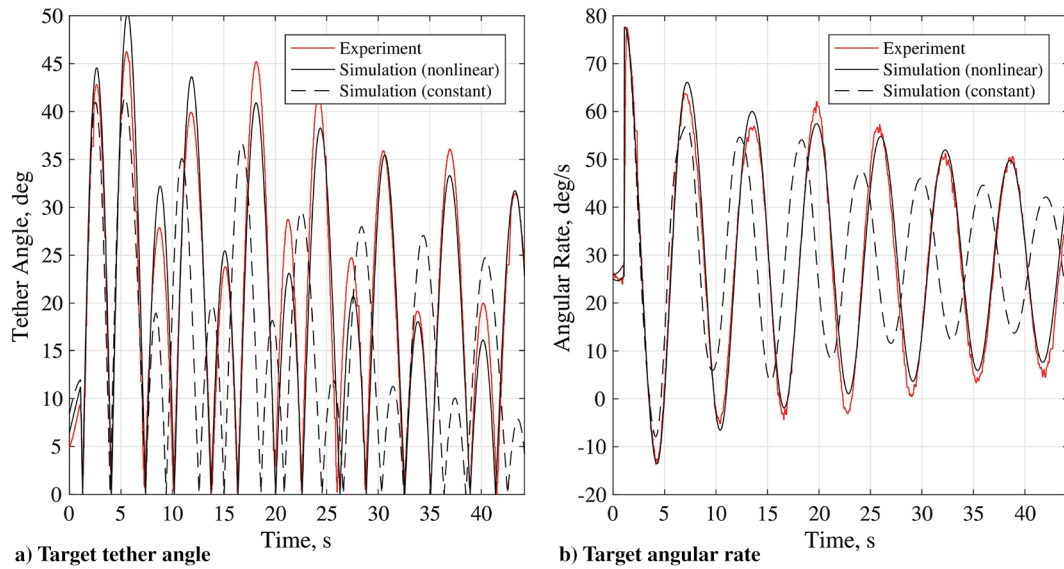 50
45
40
35
30
25
20
15
10
5
0
Tether Angle, deg
Experiment
Simulation (nonlinear)
Simulation (constant)
0 5 10 15 20 25 30 35 40
Time, s
a) Target tether angle
80
70
60
50
40
30
20
10
0
-10
-20
Angular Rate, deg/s
Experiment
Simulation (nonlinear)
Simulation (constant)
0 5 10 15 20 25 30 35 40
Time, s
b) Target angular rate